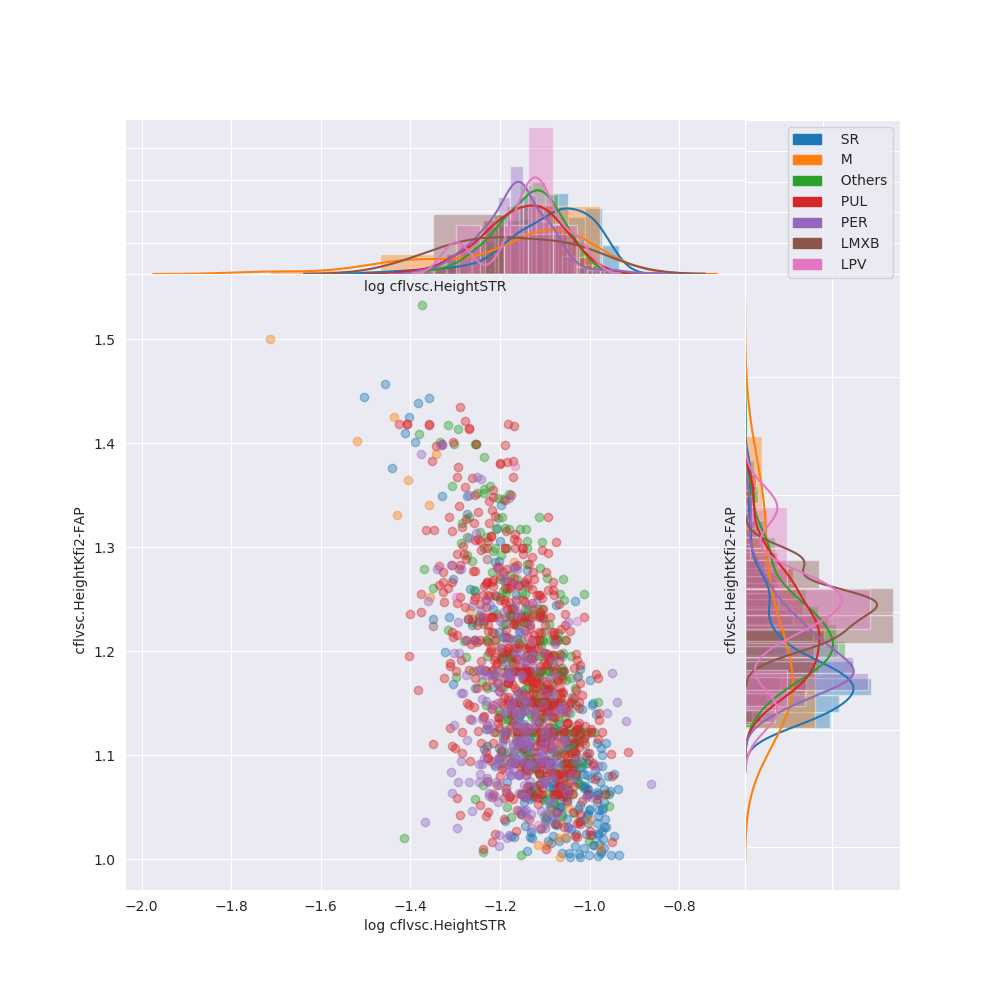 SR
M
Others
PUL
PER
LMXB
LPV
log cflvsc.HeightSTR
1.5
1.4
1.3
1.2
1.1
1.0
cflvsc.HeightKfi2-FAP
cflvsc.HeightKfi2-FAP
−2.0 −1.8 −1.6 −1.4 −1.2 −1.0 −0.8
log cflvsc.HeightSTR